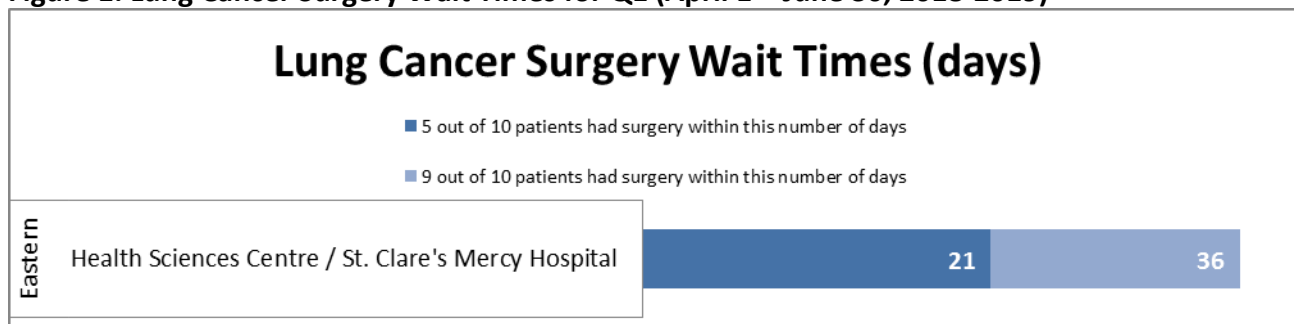 Lung Cancer Surgery Wait Times (days)
5 out of 10 patients had surgery within this number of days
9 out of 10 patients had surgery within this number of days
Eastern
Health Sciences Centre / St. Clare's Mercy Hospital
21
36